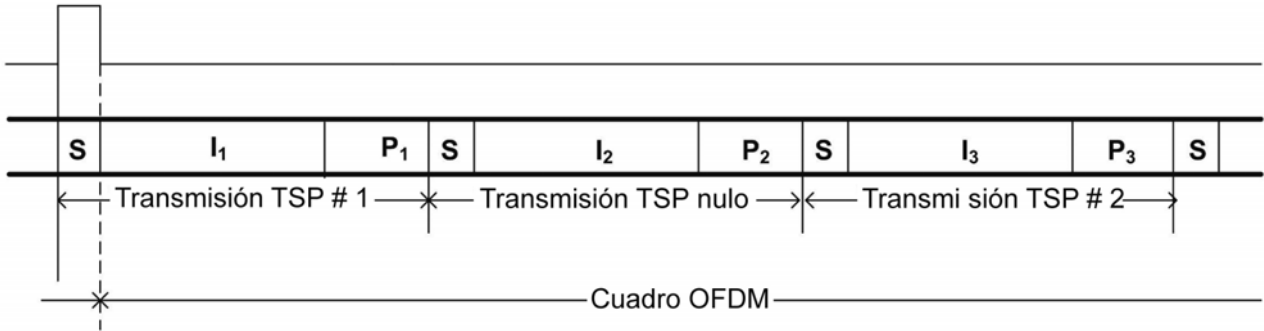 S I₁ P₁ S I₂ P₂ S I₃ P₃ S
Transmisión TSP # 1 Transmisión TSP nulo Transmi sión TSP # 2
Cuadro OFDM